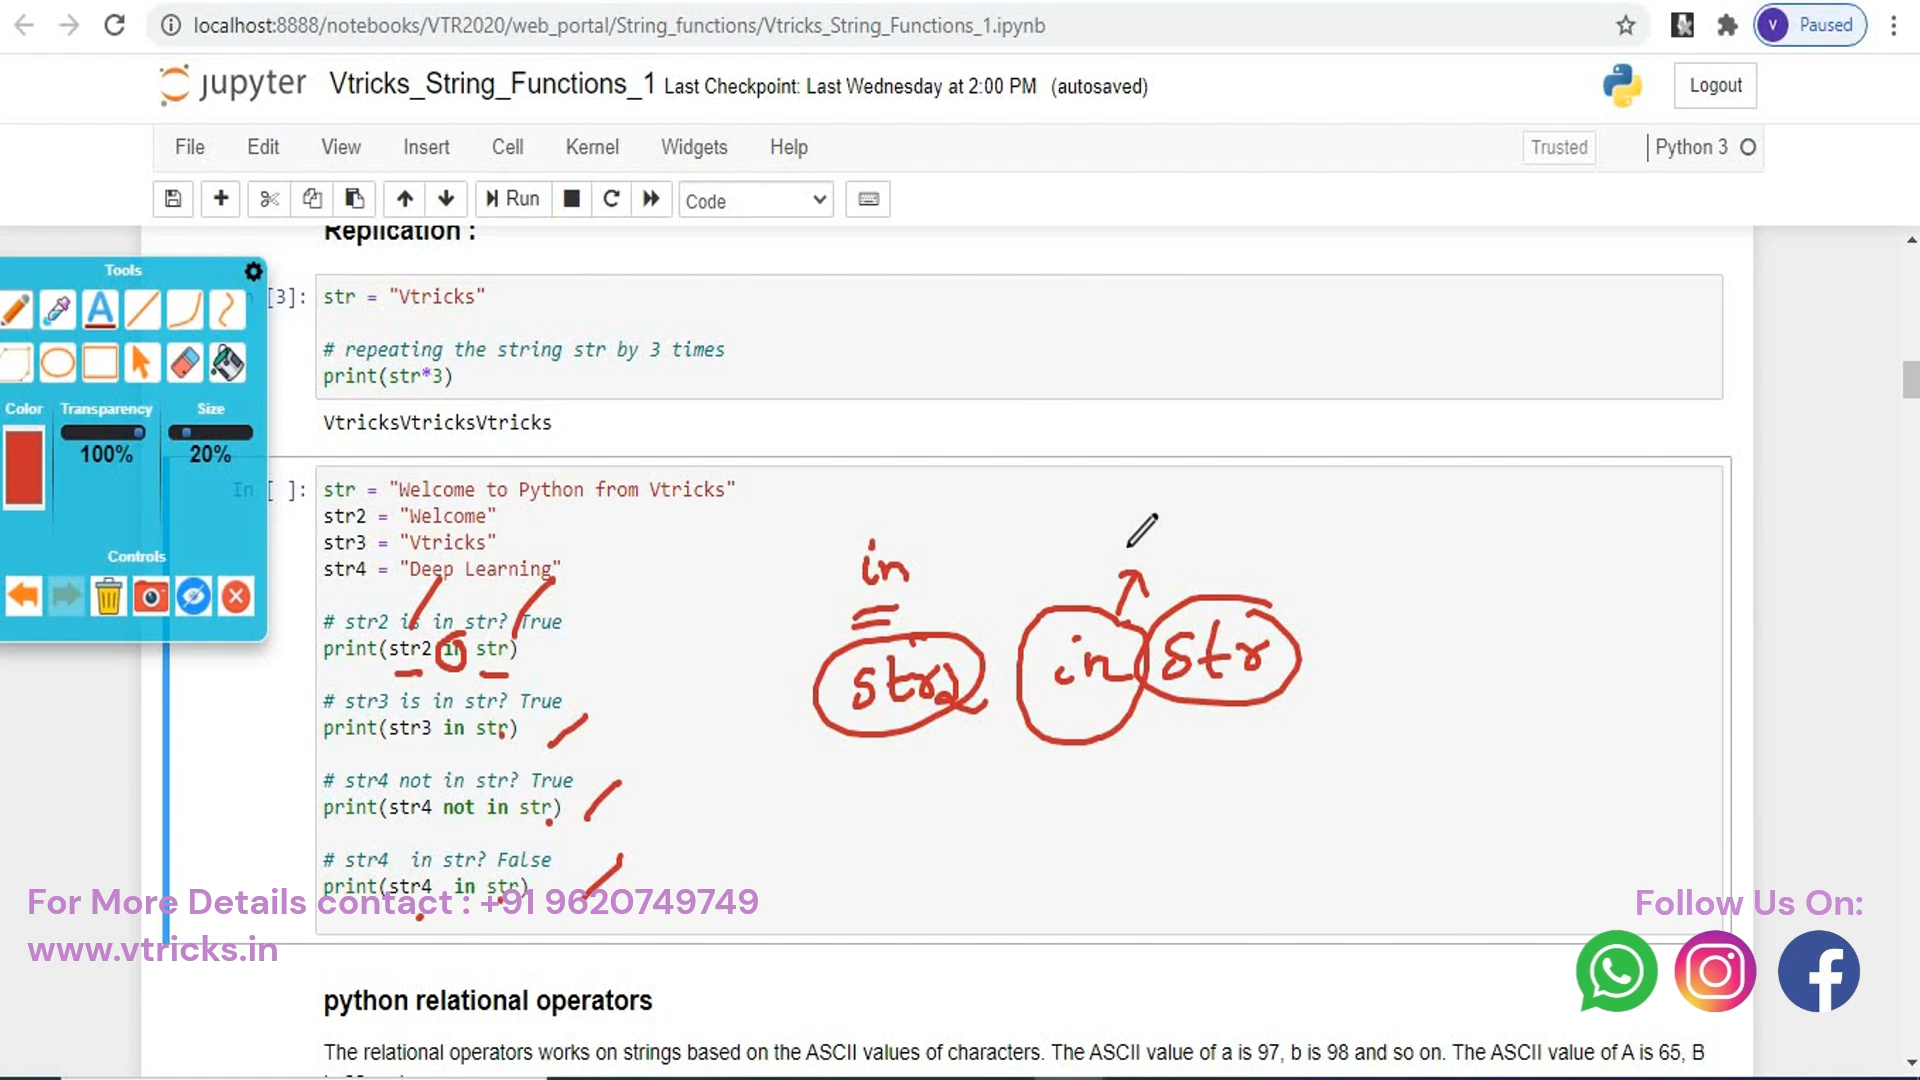 localhost:8888/notebooks/VTR2020/web_portal/String_functions/Vtricks_String_Functions_1.ipynb
V Paused
jupyter Vtricks_String_Functions_1 Last Checkpoint: Last Wednesday at 2:00 PM (autosaved)
Logout
File Edit View Insert Cell Kernel Widgets Help
Trusted Python 3
Run Code
Replication :
Tools
[3]: str = "Vtricks"
# repeating the string str by 3 times
print(str*3)
Color Transparency Size
100% 20%
VtricksVtricksVtricks
In [ ]: str = "Welcome to Python from Vtricks"
str2 = "Welcome"
str3 = "Vtricks"
str4 = "Deep Learning"
Controls
# str2 is in str? True
print(str2 in str)
# str3 is in str? True
print(str3 in str)
# str4 not in str? True
print(str4 not in str)
# str4  in str? False
print(str4  in str)
in
str2 in str
For More Details contact : +91 9620749749
www.vtricks.in
Follow Us On:
python relational operators
The relational operators works on strings based on the ASCII values of characters. The ASCII value of a is 97, b is 98 and so on. The ASCII value of A is 65, B